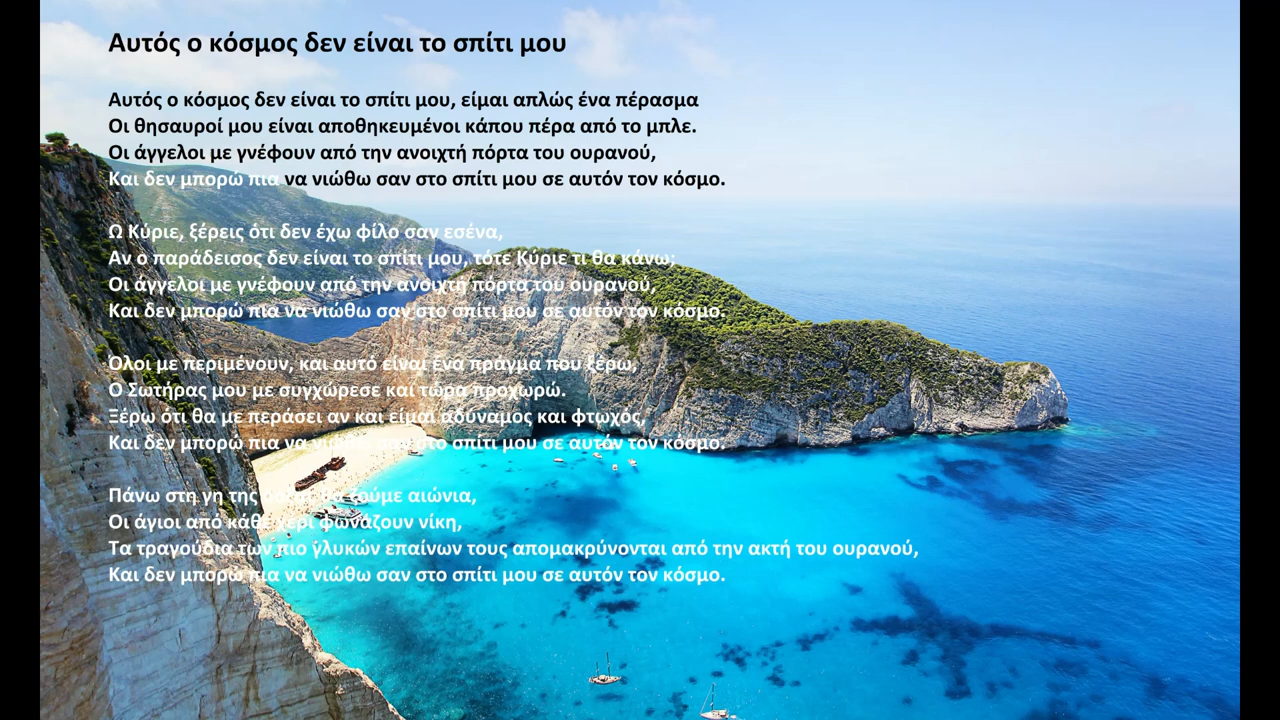 Αυτός ο κόσμος δεν είναι το σπίτι μου
Αυτός ο κόσμος δεν είναι το σπίτι μου, είμαι απλώς ένα πέρασμα
Οι θησαυροί μου είναι αποθηκευμένοι κάπου πέρα από το μπλε.
Οι άγγελοι με γνέφουν από την ανοιχτή πόρτα του ουρανού,
Και δεν μπορώ πια να νιώθω σαν στο σπίτι μου σε αυτόν τον κόσμο.
Ω Κύριε, ξέρεις ότι δεν έχω φίλο σαν εσένα,
Αν ο παράδεισος δεν είναι το σπίτι μου, τότε Κύριε τι θα κάνω;
Οι άγγελοι με γνέφουν από την ανοιχτή πόρτα του ουρανού,
Και δεν μπορώ πια να νιώθω σαν στο σπίτι μου σε αυτόν τον κόσμο.
Όλοι με περιμένουν, και αυτό είναι ένα πράγμα που ξέρω,
Ο Σωτήρας μου με συγχώρεσε και τώρα προχωρώ.
Ξέρω ότι θα με περάσει αν και είμαι αδύναμος και φτωχός,
Και δεν μπορώ πια να νιώθω σαν στο σπίτι μου σε αυτόν τον κόσμο.
Πάνω στη γη της ζούμε αιώνια,
Οι άγιοι από κάθε χέρι φωνάζουν νίκη,
Τα τραγούδια των πιο γλυκών επαίνων τους απομακρύνονται από την ακτή του ουρανού,
Και δεν μπορώ πια να νιώθω σαν στο σπίτι μου σε αυτόν τον κόσμο.